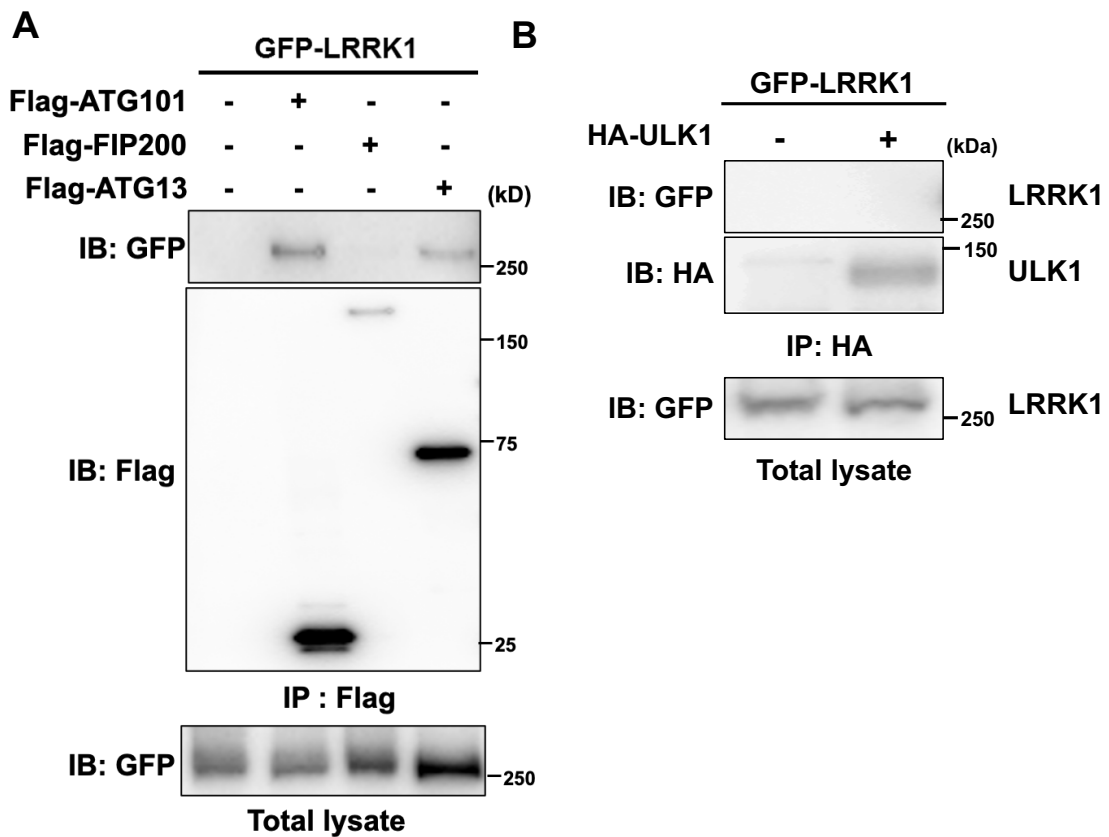 A
GFP-LRRK1
Flag-ATG101 - + - -
Flag-FIP200 - - + -
Flag-ATG13 - - - +
(kD)
IB: GFP
250
150
75
IB: Flag
25
IP : Flag
IB: GFP
250
Total lysate
B
GFP-LRRK1
HA-ULK1 - +
(kDa)
IB: GFP
LRRK1
250
150
IB: HA
ULK1
IP: HA
IB: GFP
LRRK1
250
Total lysate